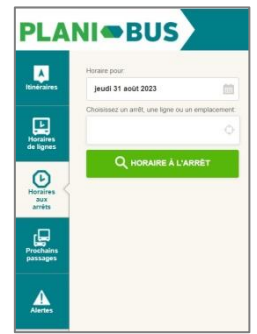 PLANI BUS
Itinéraires
Horaires
de lignes
Horaires
aux
arrêts
Prochains
passages
Alertes
Horaire pour
jeudi 31 août 2023
Choisissez un arrêt, une ligne ou un emplacement
HORAIRE À L'ARRÊT